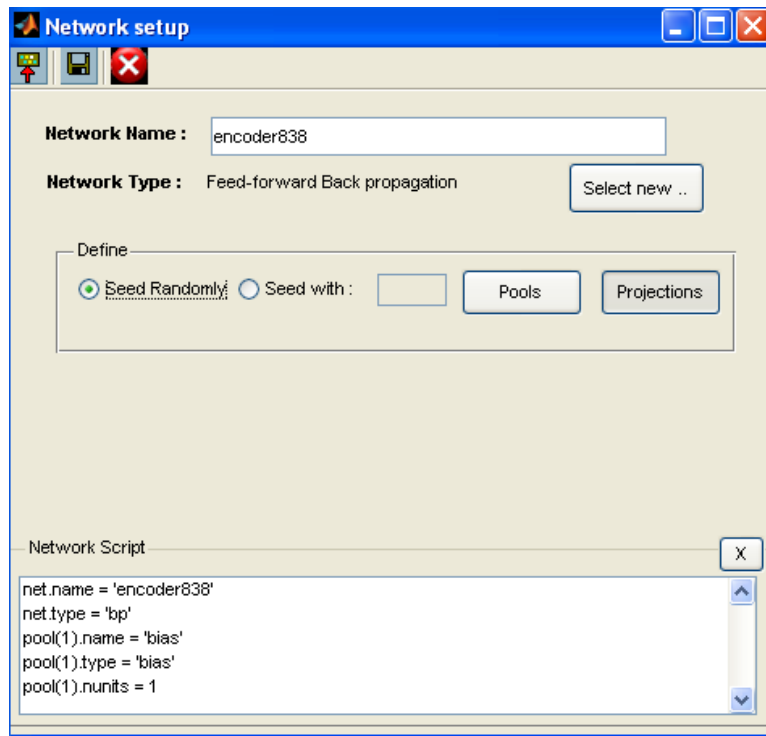 Network setup
Network Name :
encoder838
Network Type :
Feed-forward Back propagation
Select new ..
Define
Seed Randomly
Seed with :
Pools
Projections
Network Script
X
net.name = 'encoder838'
net.type = 'bp'
pool(1).name = 'bias'
pool(1).type = 'bias'
pool(1).nunits = 1